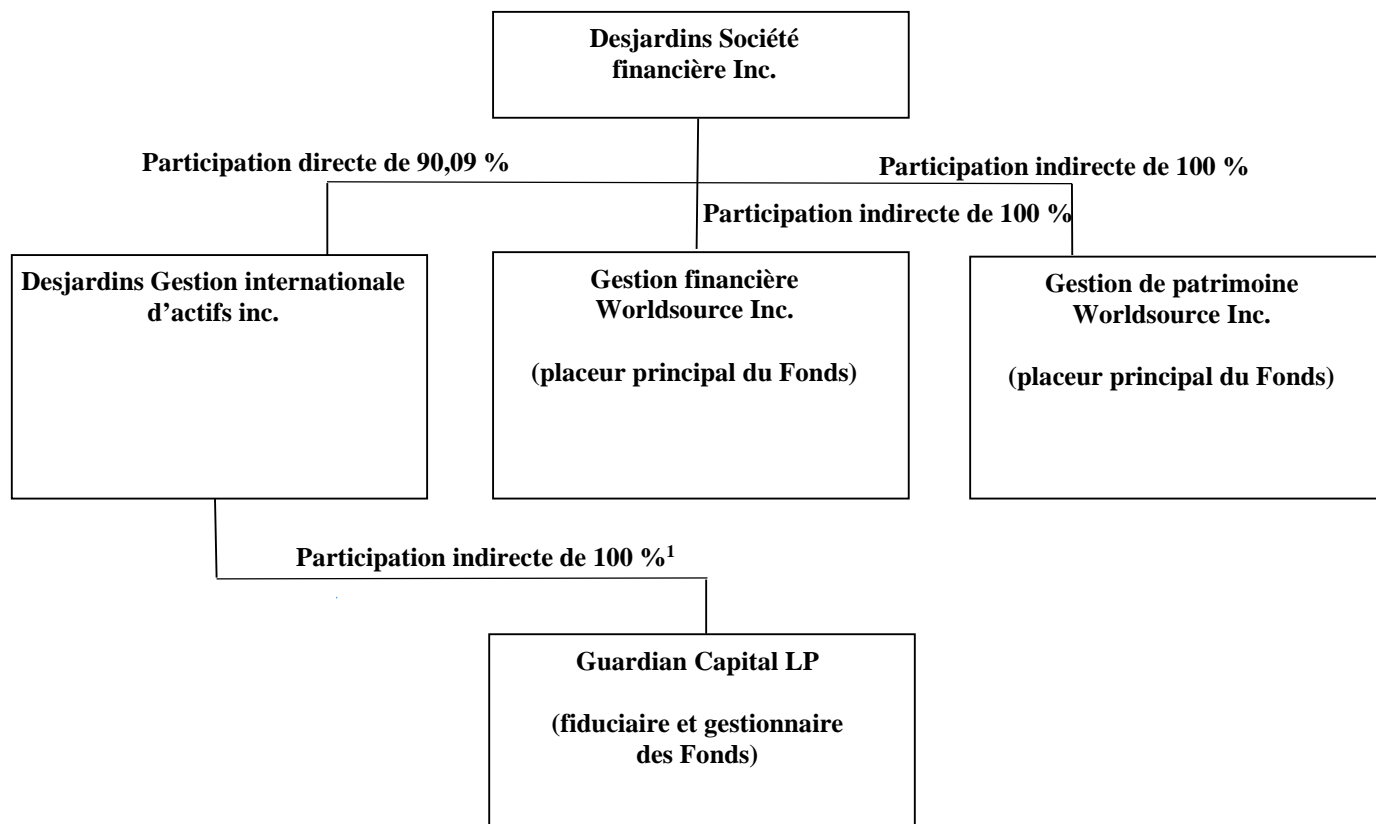 Desjardins Société
financière Inc.
Participation directe de 90,09 %
Participation indirecte de 100 %
Participation indirecte de 100 %
Desjardins Gestion internationale
d’actifs inc.
Gestion financière
Worldsource Inc.
(placeur principal du Fonds)
Gestion de patrimoine
Worldsource Inc.
(placeur principal du Fonds)
Participation indirecte de 100 %¹
Guardian Capital LP
(fiduciaire et gestionnaire
des Fonds)